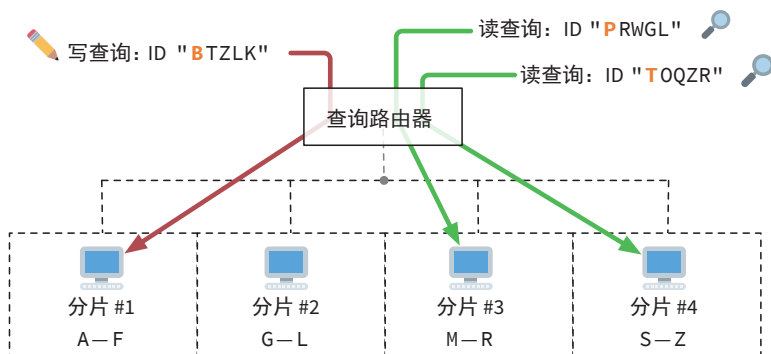 读查询：ID "PRWGL"
写查询：ID "BTZLK"
读查询：ID "TOQZR"
查询路由器
分片 #1
分片 #2
分片 #3
分片 #4
A—F
G—L
M—R
S—Z